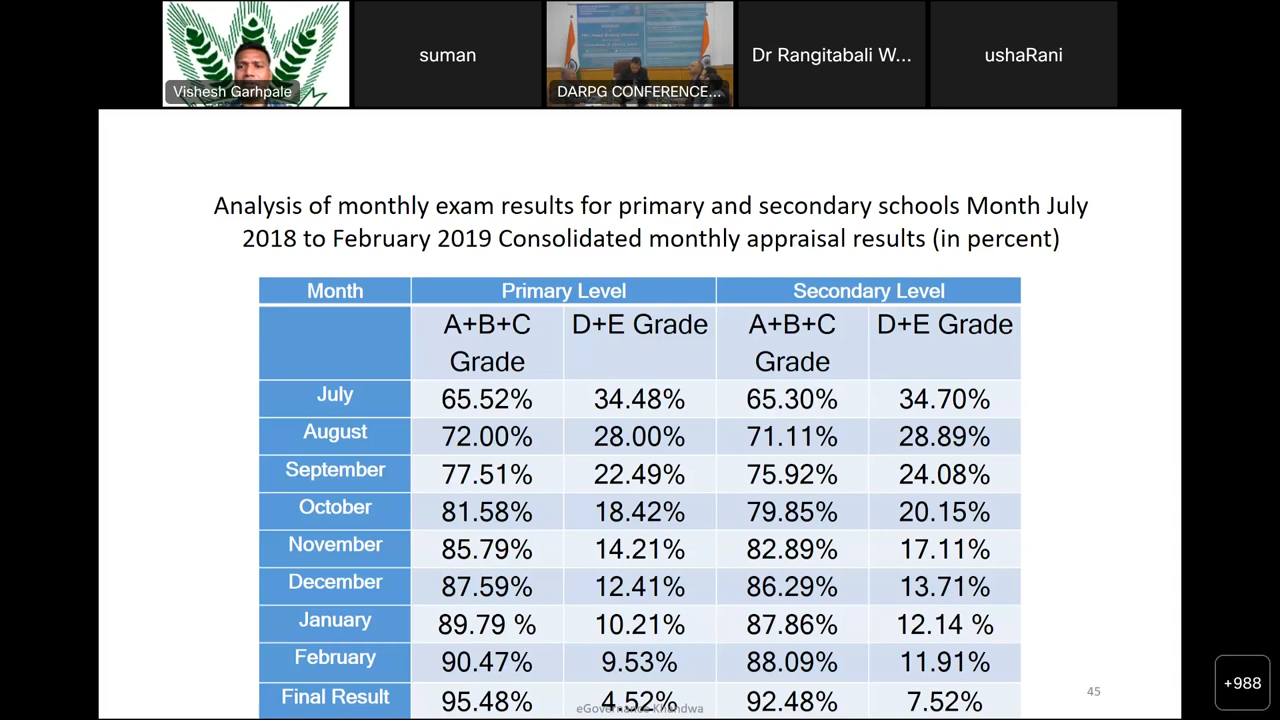 suman
Dr Rangitabali W...
ushaRani
Vishesh Garhpale
DARPG CONFERENCE...
Analysis of monthly exam results for primary and secondary schools Month July
2018 to February 2019 Consolidated monthly appraisal results (in percent)
Month Primary Level Secondary Level
A+B+C Grade D+E Grade A+B+C Grade D+E Grade
July 65.52% 34.48% 65.30% 34.70%
August 72.00% 28.00% 71.11% 28.89%
September 77.51% 22.49% 75.92% 24.08%
October 81.58% 18.42% 79.85% 20.15%
November 85.79% 14.21% 82.89% 17.11%
December 87.59% 12.41% 86.29% 13.71%
January 89.79 % 10.21% 87.86% 12.14 %
February 90.47% 9.53% 88.09% 11.91%
Final Result 95.48% 4.52% 92.48% 7.52%
eGovernance Khandwa
45
+988